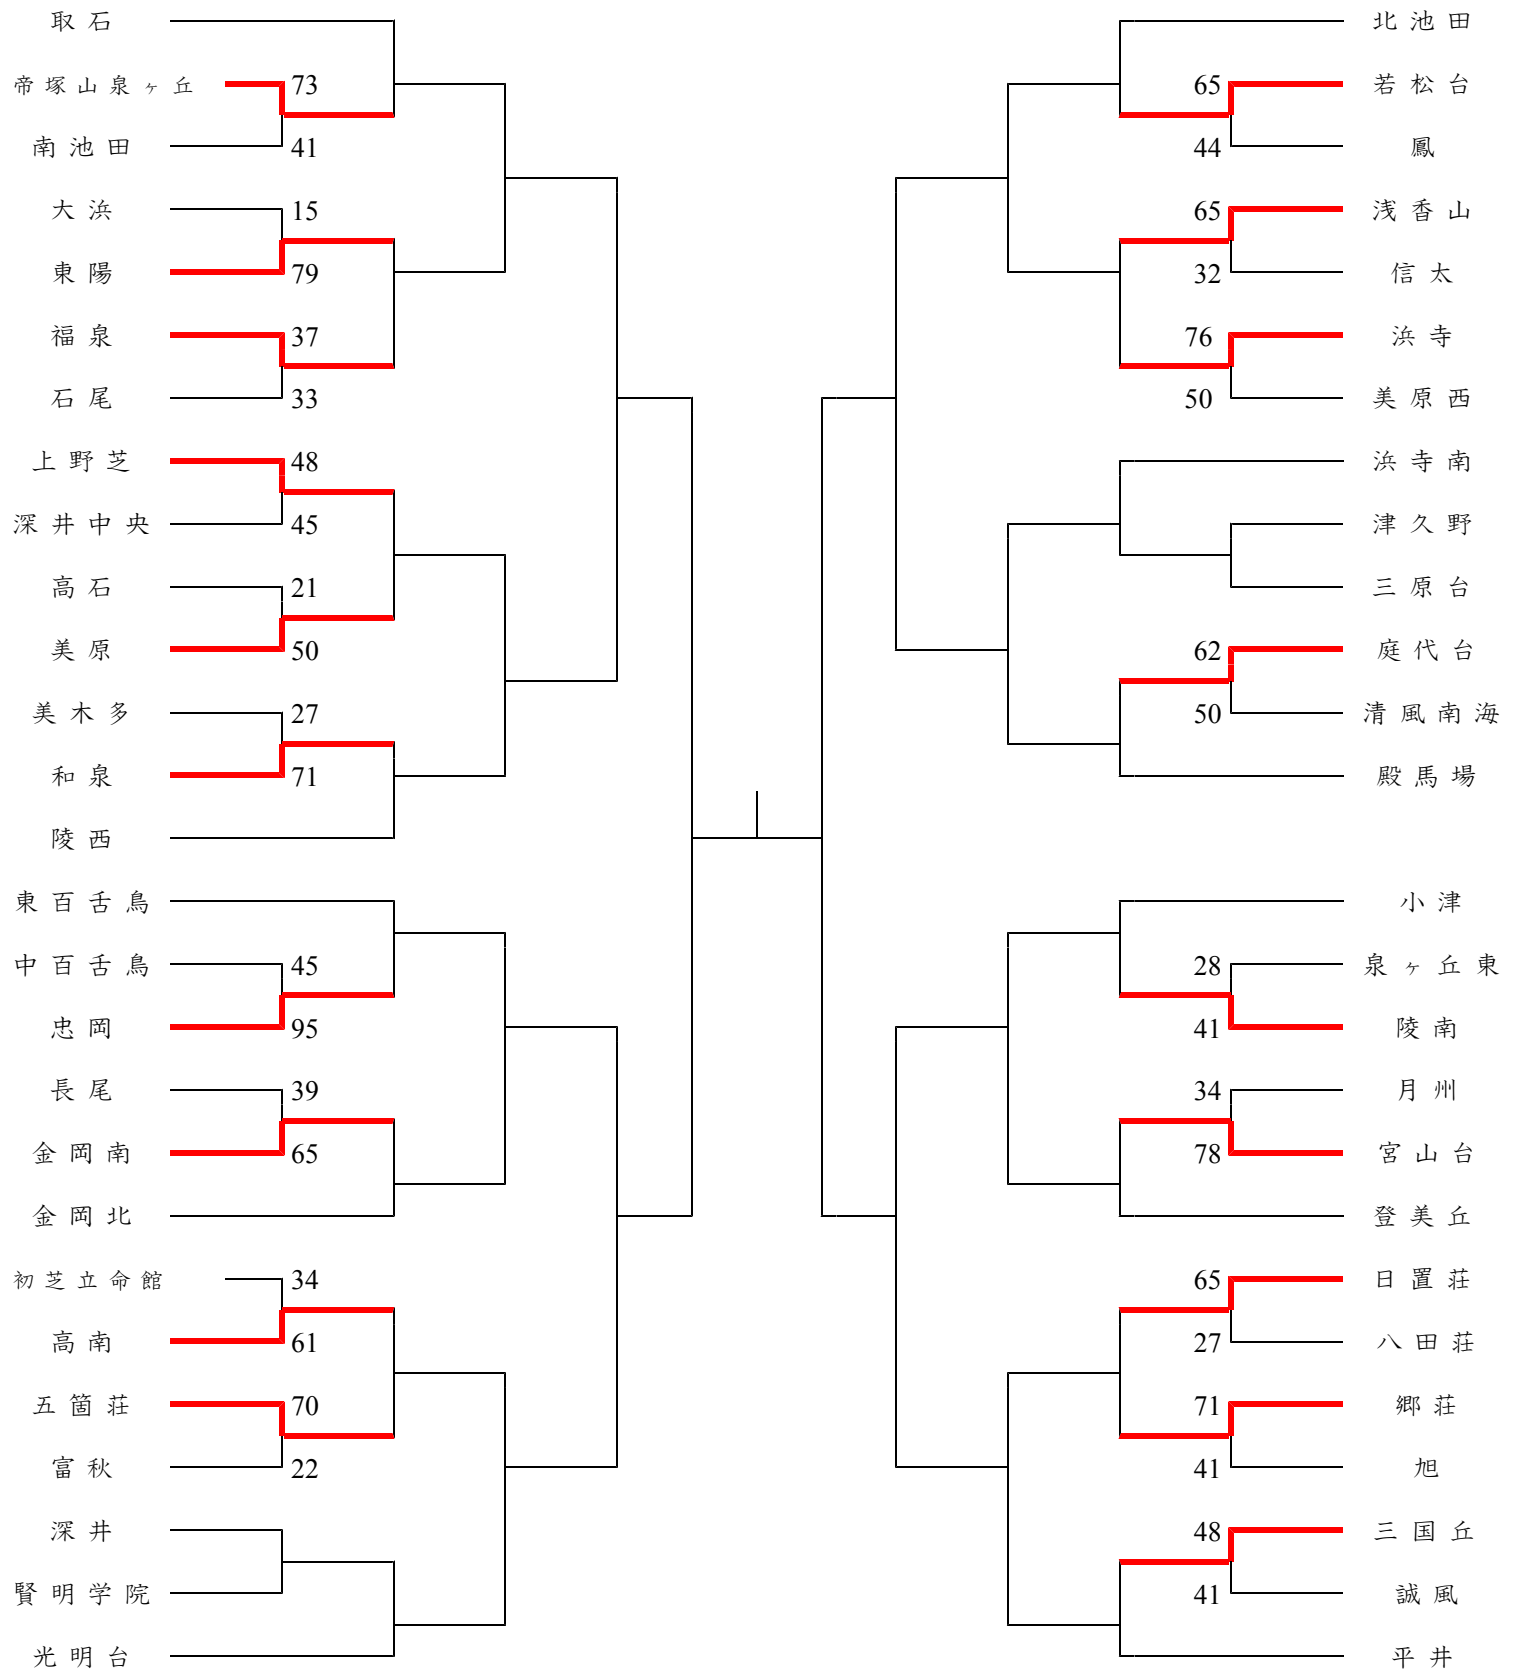 取石
帝塚山泉ヶ丘 73
南池田 41
大浜 15
東陽 79
福泉 37
石尾 33
上野芝 48
深井中央 45
高石 21
美原 50
美木多 27
和泉 71
陵西
東百舌鳥
中百舌鳥 45
忠岡 95
長尾 39
金岡南 65
金岡北
初芝立命館 34
高南 61
五箇荘 70
富秋 22
深井
賢明学院
光明台
北池田
65 若松台
44 鳳
65 浅香山
32 信太
76 浜寺
50 美原西
浜寺南
津久野
三原台
62 庭代台
50 清風南海
殿馬場
小津
28 泉ヶ丘東
41 陵南
34 月州
78 宮山台
登美丘
65 日置荘
27 八田荘
71 郷荘
41 旭
48 三国丘
41 誠風
平井